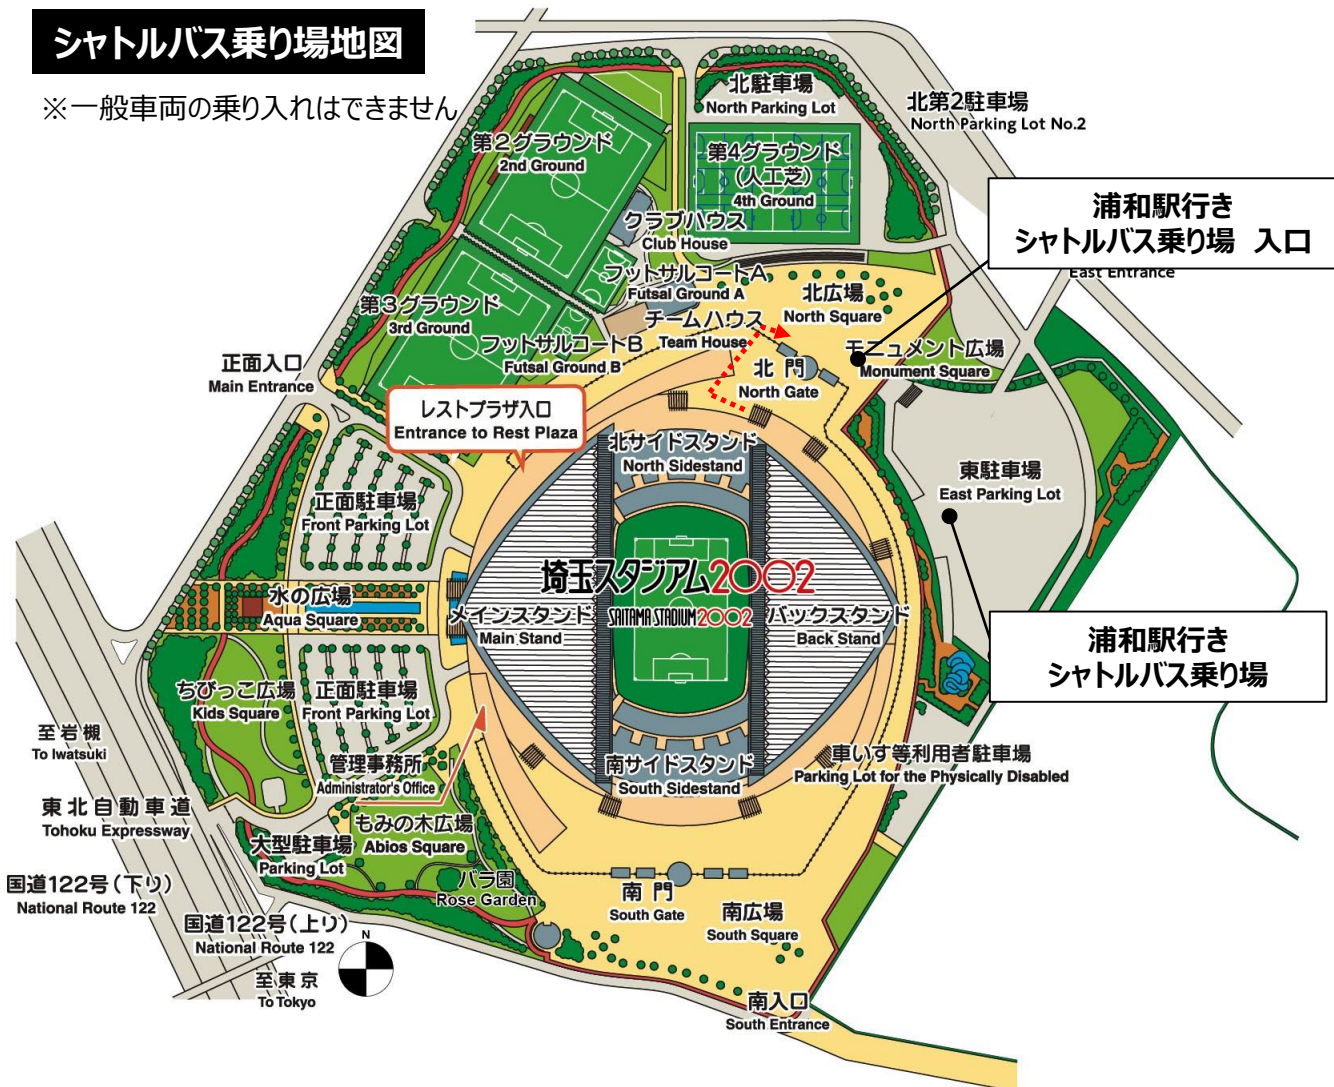 シャトルバス乗り場地図
※一般車両の乗り入れはできません
北駐車場
North Parking Lot
北第2駐車場
North Parking Lot No.2
第2グラウンド
2nd Ground
第4グラウンド
(人工芝)
4th Ground
浦和駅行き
シャトルバス乗り場 入口
East Entrance
クラブハウス
Club House
フットサルコートA
Futsal Ground A
北広場
North Square
第3グラウンド
3rd Ground
チームハウス
Team House
フットサルコートB
Futsal Ground B
モニュメント広場
Monument Square
正面入口
Main Entrance
北門
North Gate
レストプラザ入口
Entrance to Rest Plaza
北サイドスタンド
North Sidestand
東駐車場
East Parking Lot
正面駐車場
Front Parking Lot
埼玉スタジアム2002
SAITAMA STADIUM 2002
水の広場
Aqua Square
メインスタンド
Main Stand
バックスタンド
Back Stand
浦和駅行き
シャトルバス乗り場
ちびっこ広場
Kids Square
正面駐車場
Front Parking Lot
至岩槻
To Iwatsuki
管理事務所
Administrator's Office
南サイドスタンド
South Sidestand
車いす等利用者駐車場
Parking Lot for the Physically Disabled
東北自動車道
Tohoku Expressway
もみの木広場
Abios Square
大型駐車場
Parking Lot
国道122号(下り)
National Route 122
バラ園
Rose Garden
南門
South Gate
南広場
South Square
国道122号(上り)
National Route 122
N
至東京
To Tokyo
南入口
South Entrance